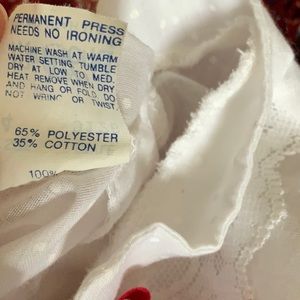 PERMANENT PRESS
NEEDS NO IRONING
MACHINE WASH AT WARM
WATER SETTING, TUMBLE
DRY AT LOW TO MED.
HEAT REMOVE WHEN DRY
AND HANG OR FOLD. DO
NOT WRING OR TWIST
65% POLYESTER
35% COTTON
100%